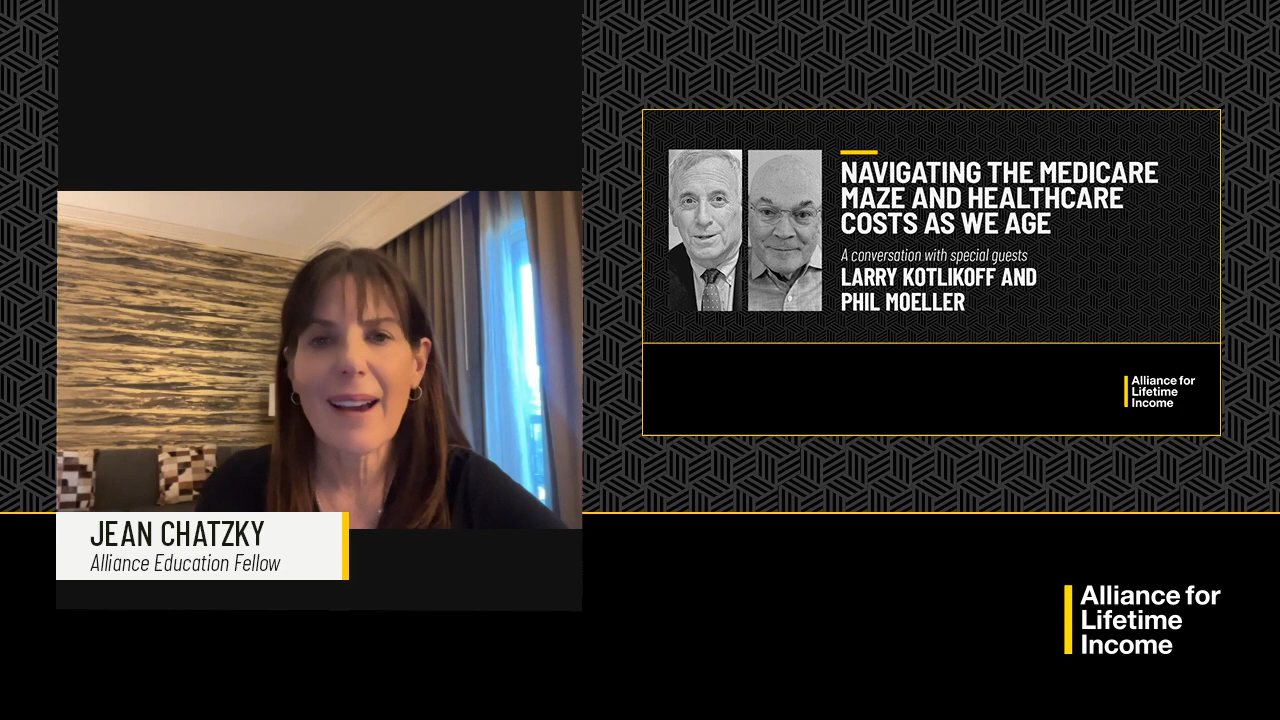 NAVIGATING THE MEDICARE
MAZE AND HEALTHCARE
COSTS AS WE AGE
A conversation with special guests
LARRY KOTLIKOFF AND
PHIL MOELLER
Alliance for
Lifetime
Income
JEAN CHATZKY
Alliance Education Fellow
Alliance for
Lifetime
Income